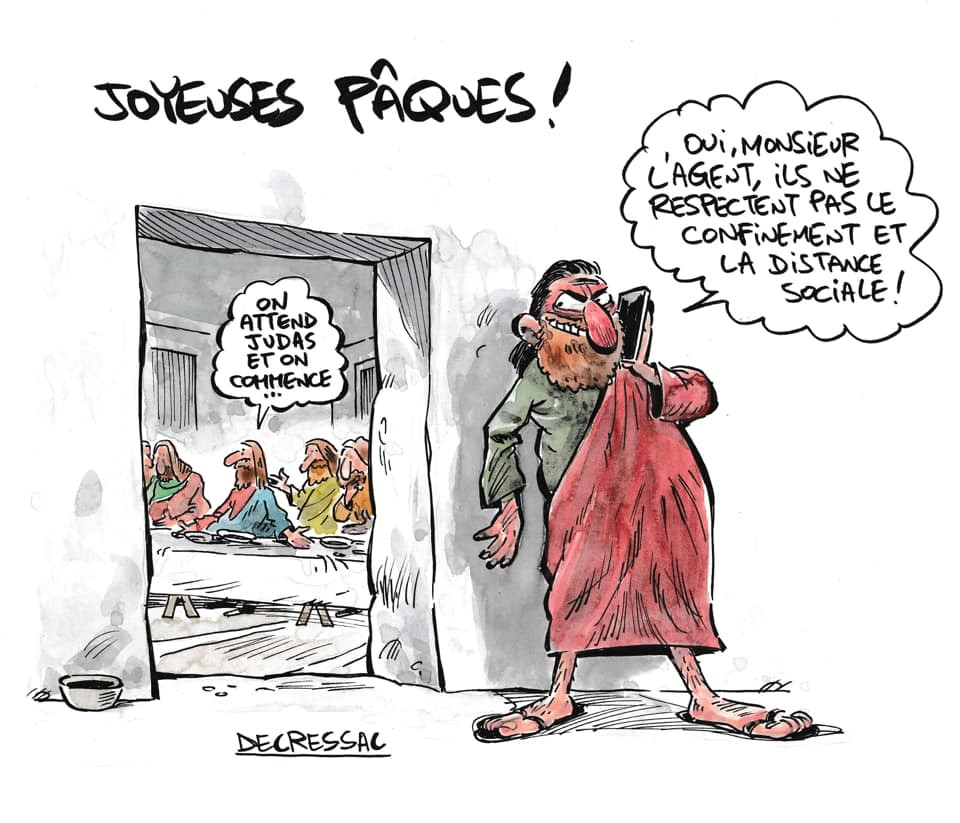 JOYEUSES PÂQUES !
, OUI, MONSIEUR
L'AGENT, ILS NE
RESPECTENT PAS LE
CONFINEMENT ET
LA DISTANCE
SOCIALE !
ON
ATTEND
JUDAS
ET ON
COMMENCE
...
DECRESSAC